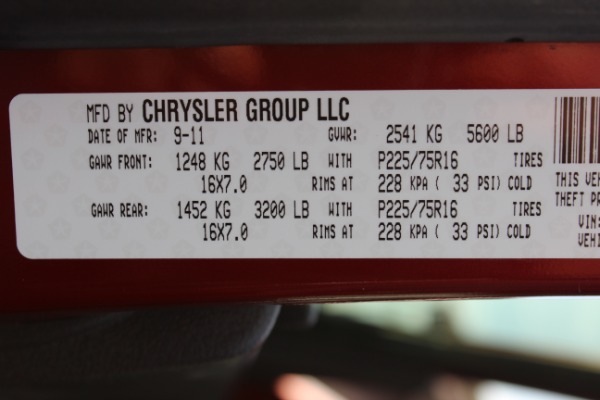 MFD BY CHRYSLER GROUP LLC
DATE OF MFR: 9-11 GVWR: 2541 KG 5600 LB
GAWR FRONT: 1248 KG 2750 LB WITH P225/75R16 TIRES
16X7.0 RIMS AT 228 KPA ( 33 PSI) COLD
GAWR REAR: 1452 KG 3200 LB WITH P225/75R16 TIRES
16X7.0 RIMS AT 228 KPA ( 33 PSI) COLD
THIS VEH
THEFT PR
VIN:
VEHI